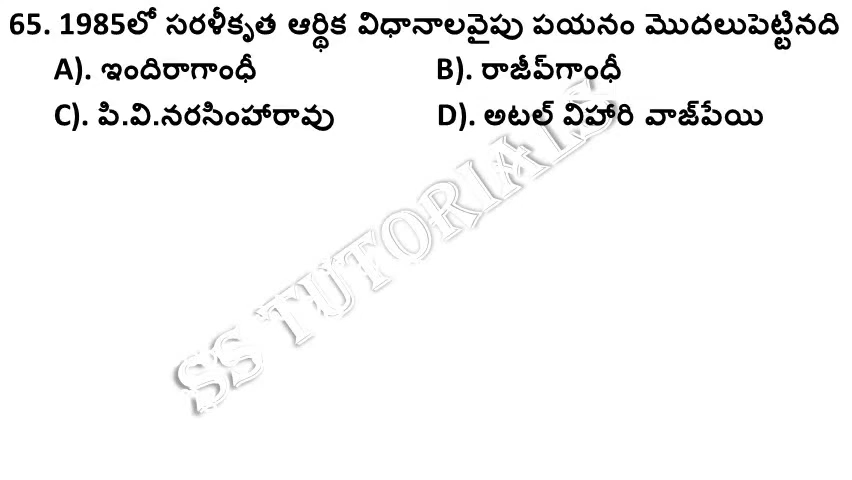 65. 1985లో సరళీకృత ఆర్థిక విధానాలవైపు పయనం మొదలుపెట్టినది
A). ఇందిరాగాంధీ B). రాజీవ్‌గాంధీ
C). పి.వి.నరసింహారావు D). అటల్ విహారి వాజ్‌పేయి
SS TUTORIALS